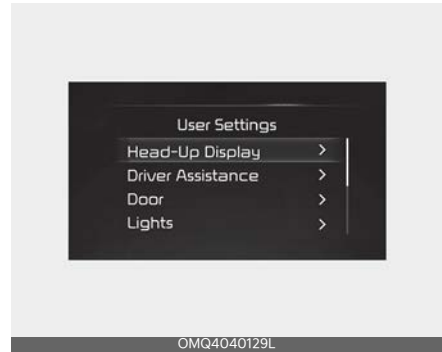 User Settings
Head-Up Display >
Driver Assistance >
Door >
Lights >
OMQ4040129L